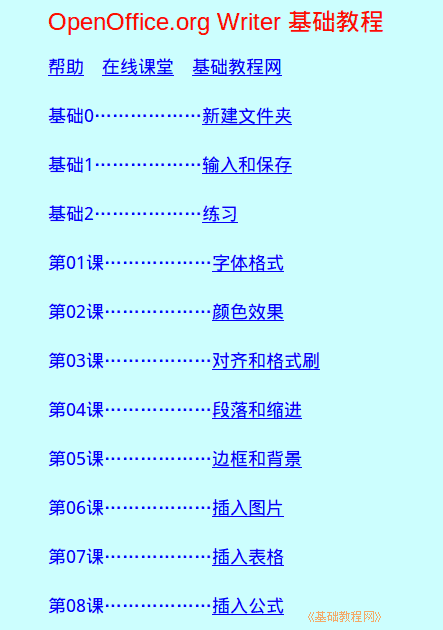 OpenOffice.org Writer 基础教程
帮助 在线课堂 基础教程网
基础0………………新建文件夹
基础1………………输入和保存
基础2………………练习
第01课………………字体格式
第02课………………颜色效果
第03课………………对齐和格式刷
第04课………………段落和缩进
第05课………………边框和背景
第06课………………插入图片
第07课………………插入表格
第08课………………插入公式
《基础教程网》